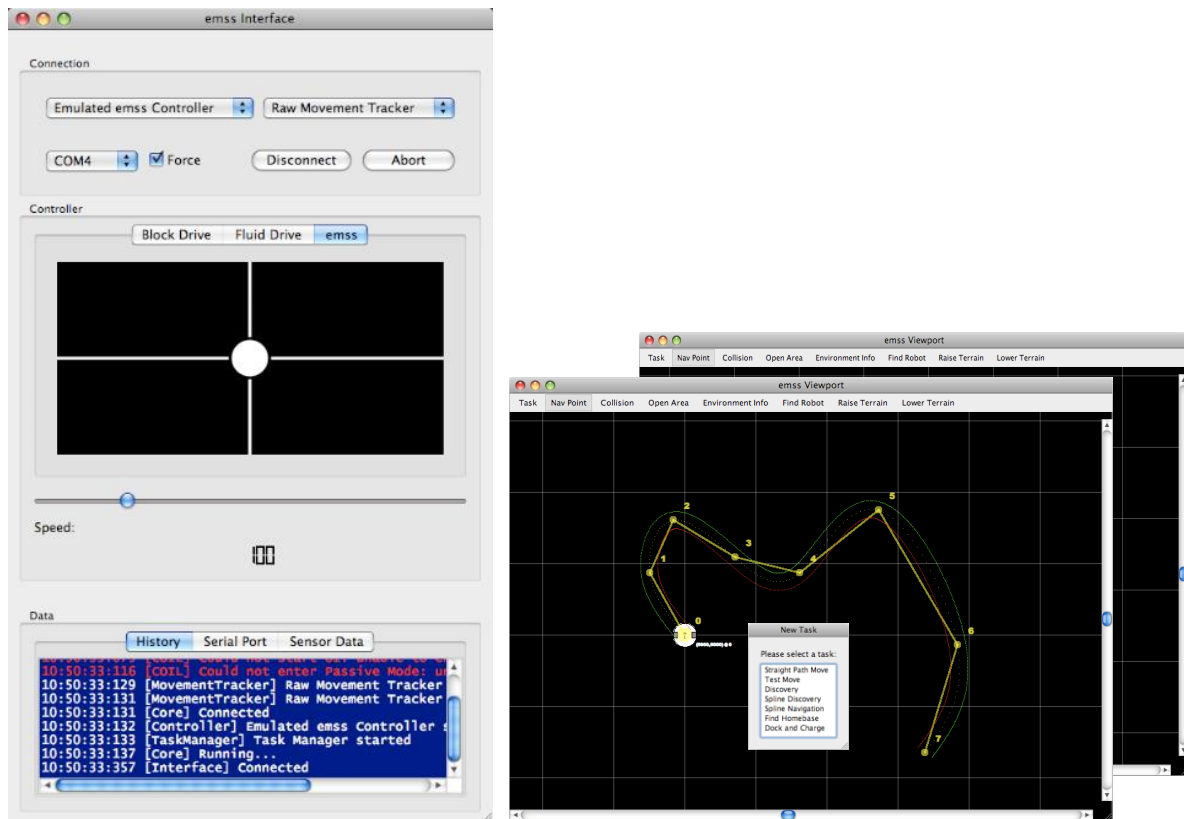 emss Interface
Connection
Emulated emss Controller Raw Movement Tracker
COM4 Force Disconnect Abort
Controller
Block Drive Fluid Drive emss
Speed:
100
Data
History Serial Port Sensor Data
10:50:33:116 [COIL] Could not enter Passive Mode:
10:50:33:129 [MovementTracker] Raw Movement Tracker
10:50:33:131 [MovementTracker] Raw Movement Tracker
10:50:33:131 [Core] Connected
10:50:33:132 [Controller] Emulated emss Controller
10:50:33:133 [TaskManager] Task Manager started
10:50:33:137 [Core] Running...
10:50:33:357 [Interface] Connected
emss Viewport
Task Nav Point Collision Open Area Environment Info Find Robot Raise Terrain Lower Terrain
emss Viewport
Task Nav Point Collision Open Area Environment Info Find Robot Raise Terrain Lower Terrain
0
1
2
3
4
5
6
7
New Task
Please select a task:
Straight Path Move
Test Move
Discovery
Spline Discovery
Spline Navigation
Find Homebase
Dock and Charge